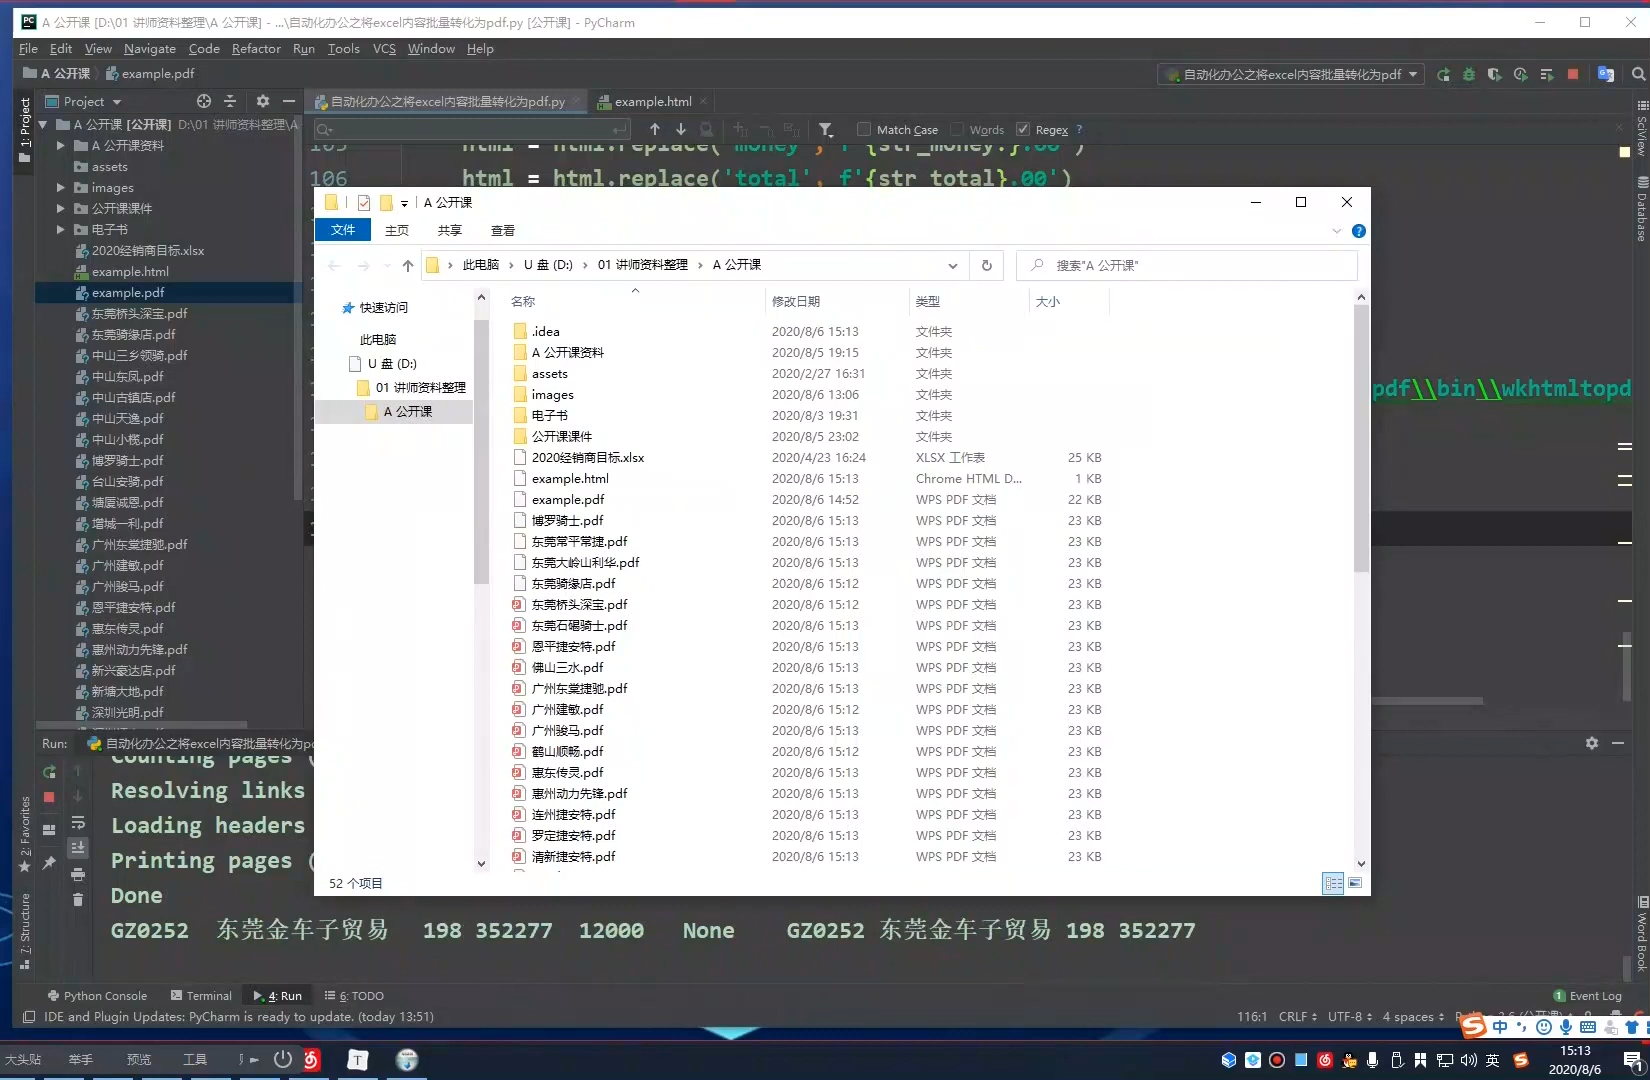 A 公开课 [D:\01 讲师资料整理\A 公开课] - ...\自动化办公之将excel内容批量转化为pdf.py [公开课] - PyCharm
File Edit View Navigate Code Refactor Run Tools VCS Window Help
A 公开课 example.pdf
自动化办公之将excel内容批量转化为pdf
1: Project
Project
自动化办公之将excel内容批量转化为pdf.py
example.html
Match Case
Words
Regex
?
A 公开课 [公开课] D:\01 讲师资料整理\A
A 公开课资料
assets
images
公开课课件
电子书
2020经销商目标.xlsx
example.html
example.pdf
东莞桥头深宝.pdf
东莞骑缘店.pdf
中山三乡领骑.pdf
中山东凤.pdf
中山古镇店.pdf
中山天逸.pdf
中山小榄.pdf
博罗骑士.pdf
台山安骑.pdf
塘厦诚恩.pdf
增城一利.pdf
广州东棠捷驰.pdf
广州建敏.pdf
广州骏马.pdf
恩平捷安特.pdf
惠东传灵.pdf
惠州动力先锋.pdf
新兴豪达店.pdf
新塘大地.pdf
深圳光明.pdf
105 html = html.replace('money', f'{str_money:}.00')
106 html = html.replace('total', f'{str_total}.00')
pdf\\bin\\wkhtmltopd
SciView
Database
Word Book
A 公开课
文件 主页 共享 查看
此电脑 › U 盘 (D:) › 01 讲师资料整理 › A 公开课
搜索"A 公开课"
快速访问
此电脑
U 盘 (D:)
01 讲师资料整理
A 公开课
名称 修改日期 类型 大小
.idea 2020/8/6 15:13 文件夹
A 公开课资料 2020/8/5 19:15 文件夹
assets 2020/2/27 16:31 文件夹
images 2020/8/6 13:06 文件夹
电子书 2020/8/3 19:31 文件夹
公开课课件 2020/8/5 23:02 文件夹
2020经销商目标.xlsx 2020/4/23 16:24 XLSX 工作表 25 KB
example.html 2020/8/6 15:13 Chrome HTML D... 1 KB
example.pdf 2020/8/6 14:52 WPS PDF 文档 22 KB
博罗骑士.pdf 2020/8/6 15:13 WPS PDF 文档 23 KB
东莞常平常捷.pdf 2020/8/6 15:13 WPS PDF 文档 23 KB
东莞大岭山利华.pdf 2020/8/6 15:13 WPS PDF 文档 23 KB
东莞骑缘店.pdf 2020/8/6 15:12 WPS PDF 文档 23 KB
东莞桥头深宝.pdf 2020/8/6 15:12 WPS PDF 文档 23 KB
东莞石碣骑士.pdf 2020/8/6 15:13 WPS PDF 文档 23 KB
恩平捷安特.pdf 2020/8/6 15:13 WPS PDF 文档 23 KB
佛山三水.pdf 2020/8/6 15:13 WPS PDF 文档 23 KB
广州东棠捷驰.pdf 2020/8/6 15:13 WPS PDF 文档 23 KB
广州建敏.pdf 2020/8/6 15:12 WPS PDF 文档 23 KB
广州骏马.pdf 2020/8/6 15:13 WPS PDF 文档 23 KB
鹤山顺畅.pdf 2020/8/6 15:12 WPS PDF 文档 23 KB
惠东传灵.pdf 2020/8/6 15:13 WPS PDF 文档 23 KB
惠州动力先锋.pdf 2020/8/6 15:13 WPS PDF 文档 23 KB
连州捷安特.pdf 2020/8/6 15:13 WPS PDF 文档 23 KB
罗定捷安特.pdf 2020/8/6 15:13 WPS PDF 文档 23 KB
清新捷安特.pdf 2020/8/6 15:13 WPS PDF 文档 23 KB
52 个项目
Run: 自动化办公之将excel内容批量转化为pd
2: Favorites
7: Structure
Counting pages (
Resolving links
Loading headers
Printing pages (
Done
GZ0252 东莞金车子贸易 198 352277 12000 None GZ0252 东莞金车子贸易 198 352277
Python Console Terminal 4: Run 6: TODO
1 Event Log
IDE and Plugin Updates: PyCharm is ready to update. (today 13:51)
116:1 CRLF UTF-8 4 spaces
中
大头贴 举手 预览 工具
T
英
15:13
2020/8/6
1